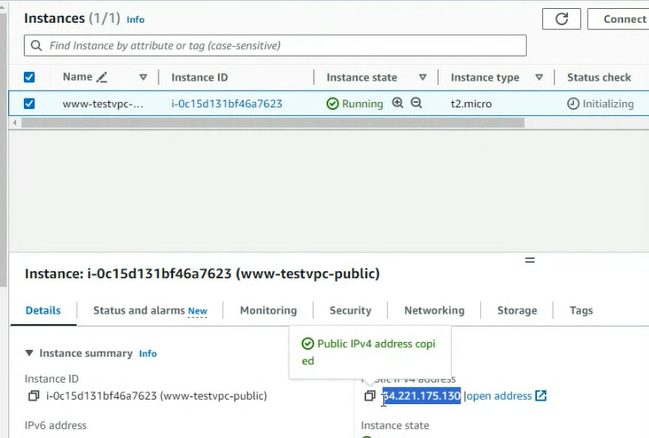 Instances (1/1) Info
Connect
Find Instance by attribute or tag (case-sensitive)
Name Instance ID Instance state Instance type Status check
www-testvpc-... i-0c15d131bf46a7623 Running t2.micro Initializing
Instance: i-0c15d131bf46a7623 (www-testvpc-public)
Details Status and alarms New Monitoring Security Networking Storage Tags
Public IPv4 address copi
ed
Instance summary Info
Instance ID
Public IPv4 address
i-0c15d131bf46a7623 (www-testvpc-public)
54.221.175.130 |open address
IPv6 address
Instance state